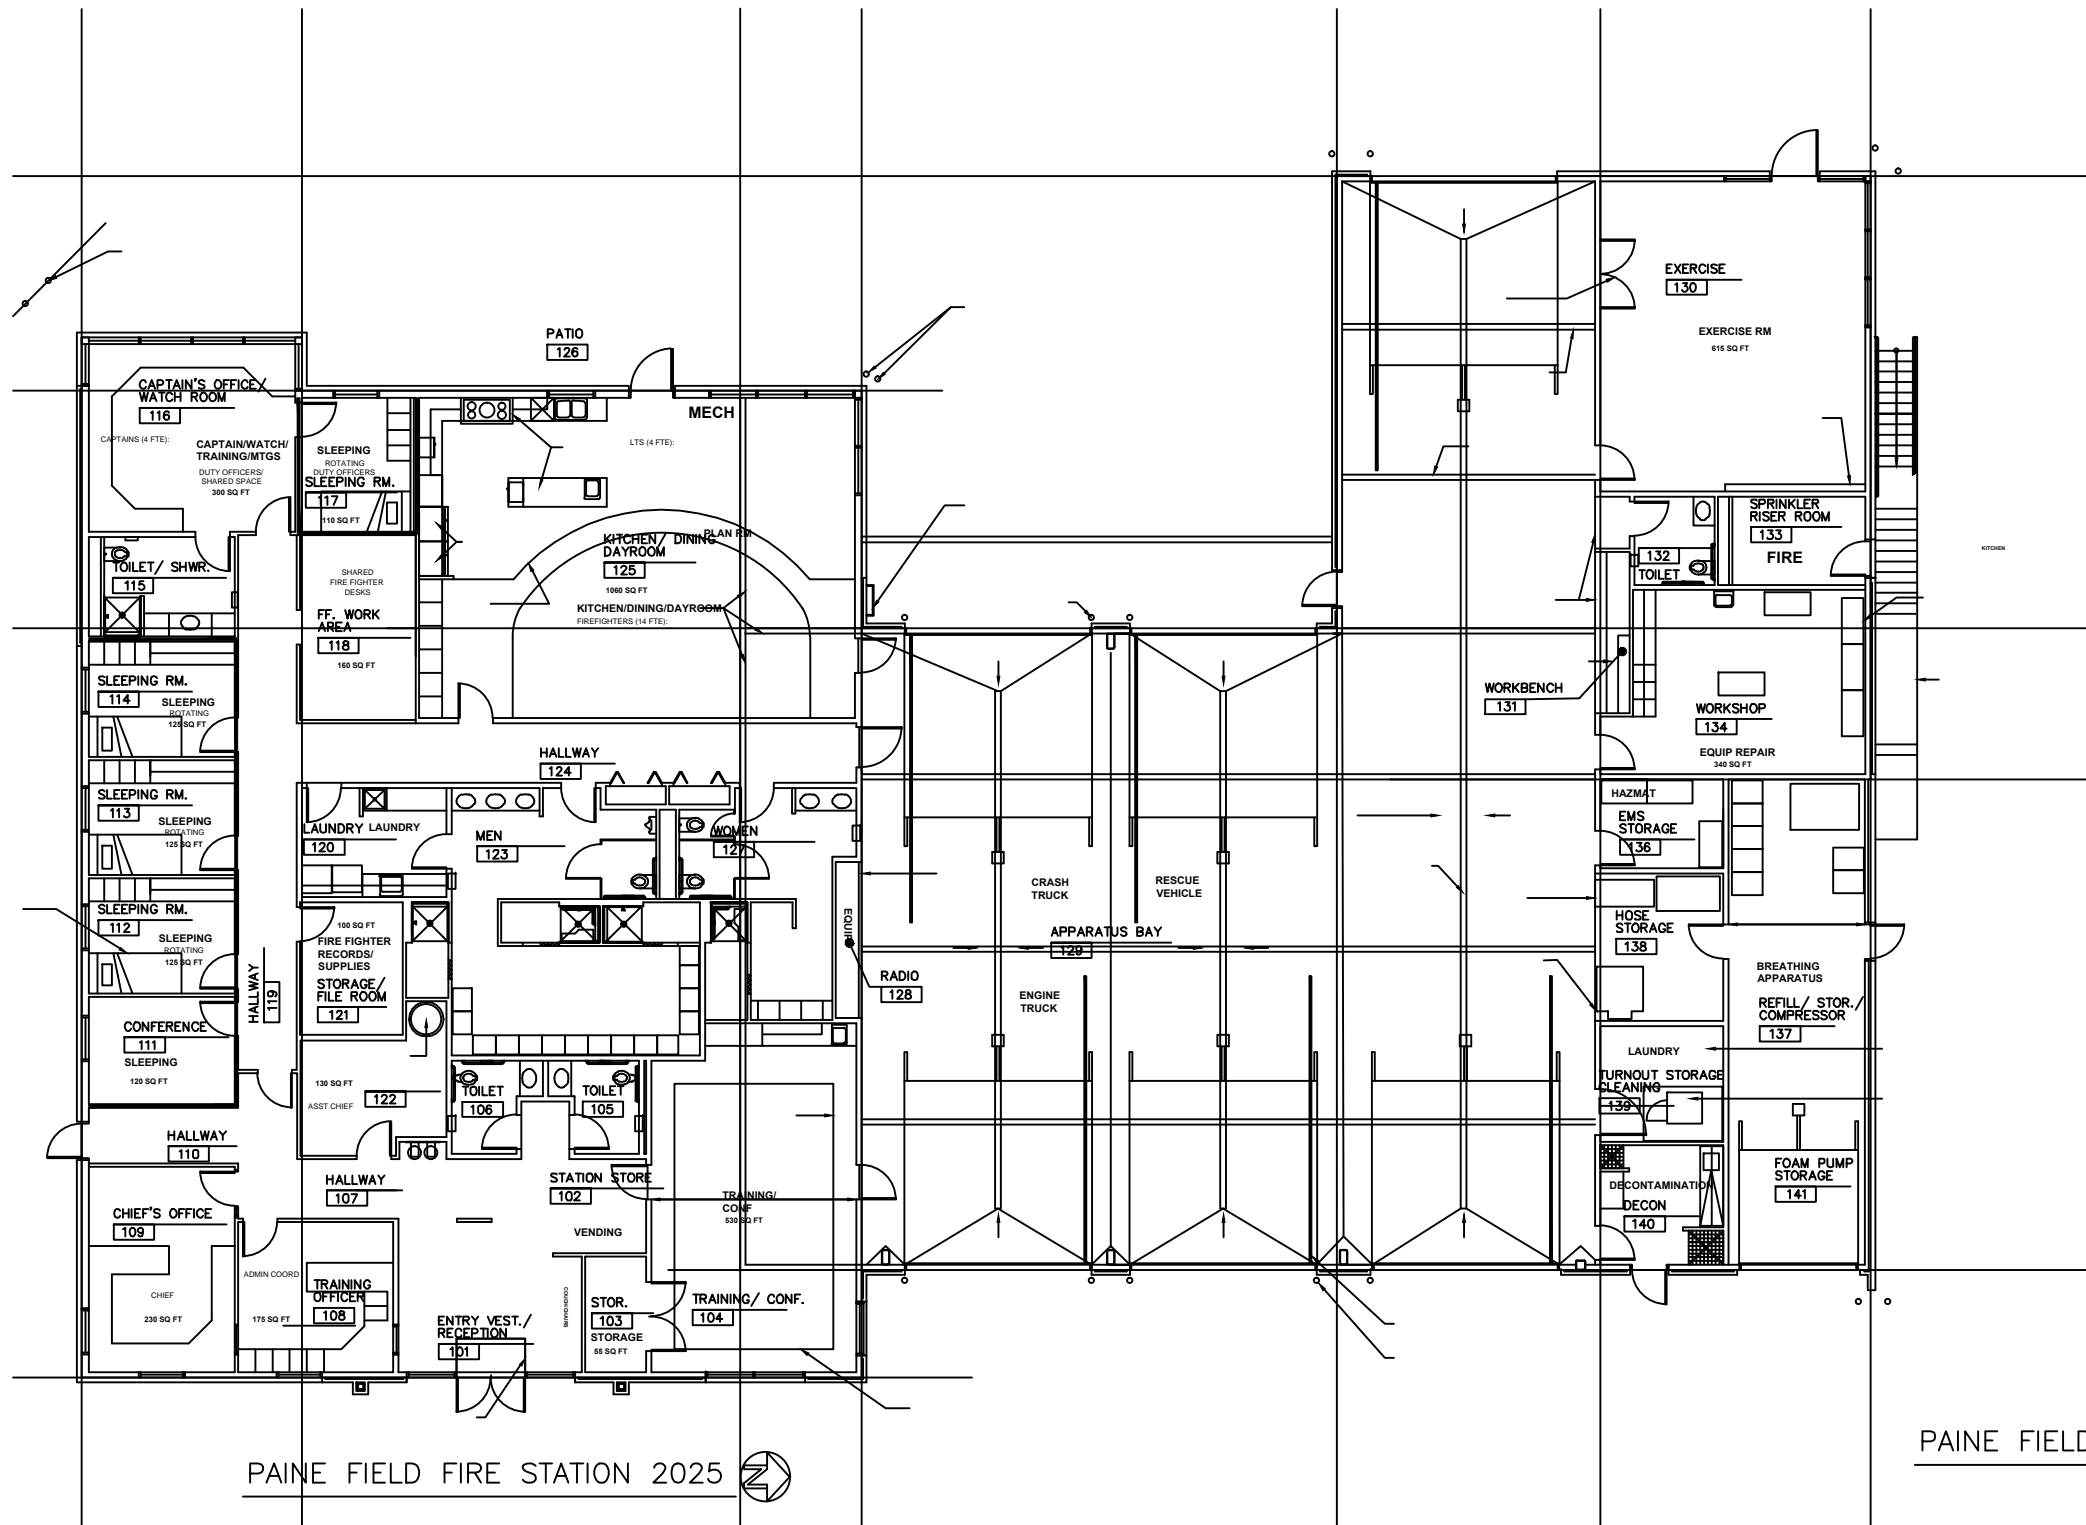 EXERCISE
130
EXERCISE RM
615 SQ FT
PATIO
126
CAPTAIN'S OFFICE/
WATCH ROOM
116
CAPTAINS (4 FTE):
CAPTAIN/WATCH/
TRAINING/MTGS
DUTY OFFICERS/
SHARED SPACE
300 SQ FT
SLEEPING
ROTATING
DUTY OFFICERS
SLEEPING RM.
117
110 SQ FT
MECH
LTS (4 FTE):
PLAN RM
KITCHEN/ DINING
DAYROOM
125
1060 SQ FT
KITCHEN/DINING/DAYROOM
FIREFIGHTERS (14 FTE):
SPRINKLER
RISER ROOM
133
FIRE
132
TOILET
KITCHEN
TOILET/ SHWR.
115
SHARED
FIRE FIGHTER
DESKS
FF. WORK
AREA
118
160 SQ FT
SLEEPING RM.
114
SLEEPING
ROTATING
125 SQ FT
WORKBENCH
131
WORKSHOP
134
EQUIP REPAIR
340 SQ FT
HALLWAY
124
SLEEPING RM.
113
SLEEPING
ROTATING
125 SQ FT
LAUNDRY
LAUNDRY
120
MEN
123
WOMEN
127
HAZMAT
EMS
STORAGE
136
CRASH
TRUCK
RESCUE
VEHICLE
SLEEPING RM.
112
SLEEPING
ROTATING
125 SQ FT
100 SQ FT
FIRE FIGHTER
RECORDS/
SUPPLIES
STORAGE/
FILE ROOM
121
EQUIP
APPARATUS BAY
129
HOSE
STORAGE
138
HALLWAY
119
RADIO
128
ENGINE
TRUCK
BREATHING
APPARATUS
REFILL/ STOR./
COMPRESSOR
137
CONFERENCE
111
SLEEPING
120 SQ FT
130 SQ FT
ASST CHIEF
122
TOILET
106
TOILET
105
LAUNDRY
TURNOUT STORAGE
CLEANING
139
HALLWAY
110
HALLWAY
107
STATION STORE
102
VENDING
TRAINING/
CONF
530 SQ FT
DECONTAMINATION
DECON
140
FOAM PUMP
STORAGE
141
CHIEF'S OFFICE
109
CHIEF
230 SQ FT
ADMIN COORD
TRAINING
OFFICER
108
175 SQ FT
ENTRY VEST./
RECEPTION
101
STOR.
103
STORAGE
55 SQ FT
TRAINING/ CONF.
104
PAINE FIELD FIRE STATION 2025
N
PAINE FIELD